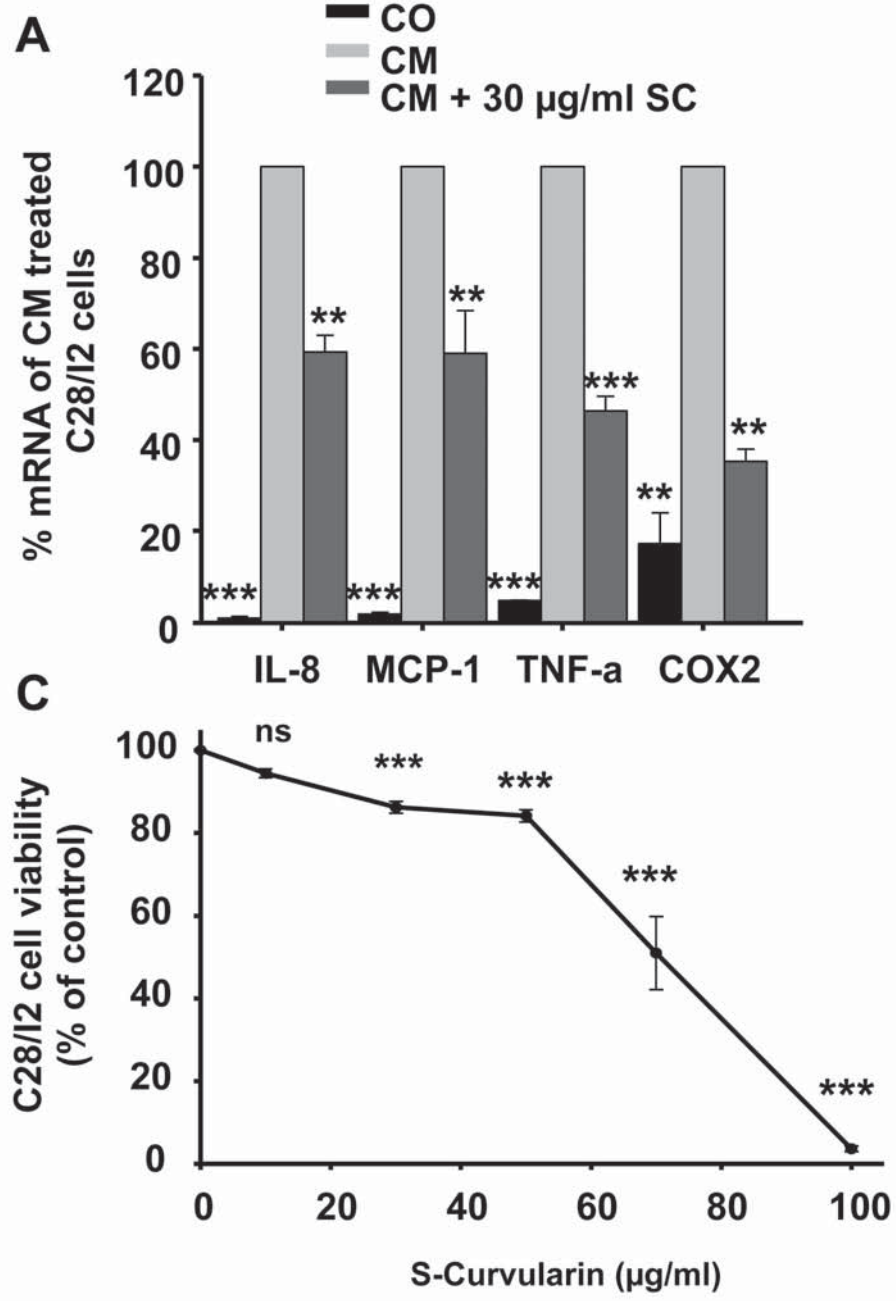 A
CO
CM
CM + 30 µg/ml SC
120
100
80
60
40
20
0
% mRNA of CM treated
C28/I2 cells
***
**
***
**
***
***
**
**
IL-8
MCP-1
TNF-a
COX2
C
100
80
60
40
20
0
C28/I2 cell viability
(% of control)
ns
***
***
***
***
0
20
40
60
80
100
S-Curvularin (µg/ml)